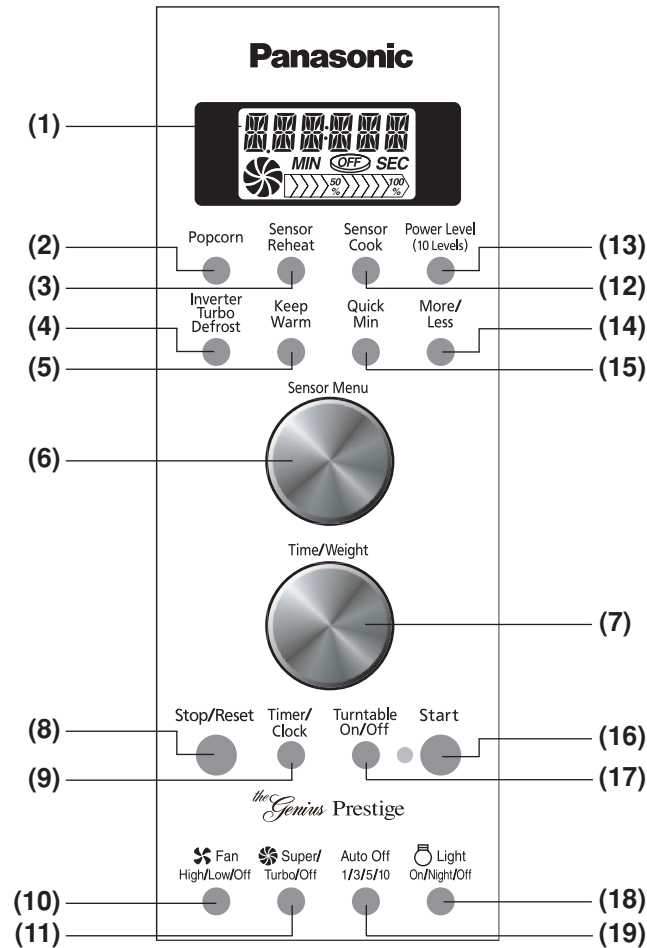 Panasonic
(1)
MIN OFF SEC
50 % 100 %
Popcorn
Sensor
Reheat
Sensor
Cook
Power Level
(10 Levels)
(2)
(3)
(13)
(12)
Inverter
Turbo
Defrost
Keep
Warm
Quick
Min
More/
Less
(4)
(5)
(14)
(15)
Sensor Menu
(6)
Time/Weight
(7)
Stop/Reset
Timer/
Clock
Turntable
On/Off
Start
(8)
(9)
(16)
(17)
the Genius Prestige
Fan
High/Low/Off
Super/
Turbo/Off
Auto Off
1/3/5/10
Light
On/Night/Off
(10)
(11)
(18)
(19)